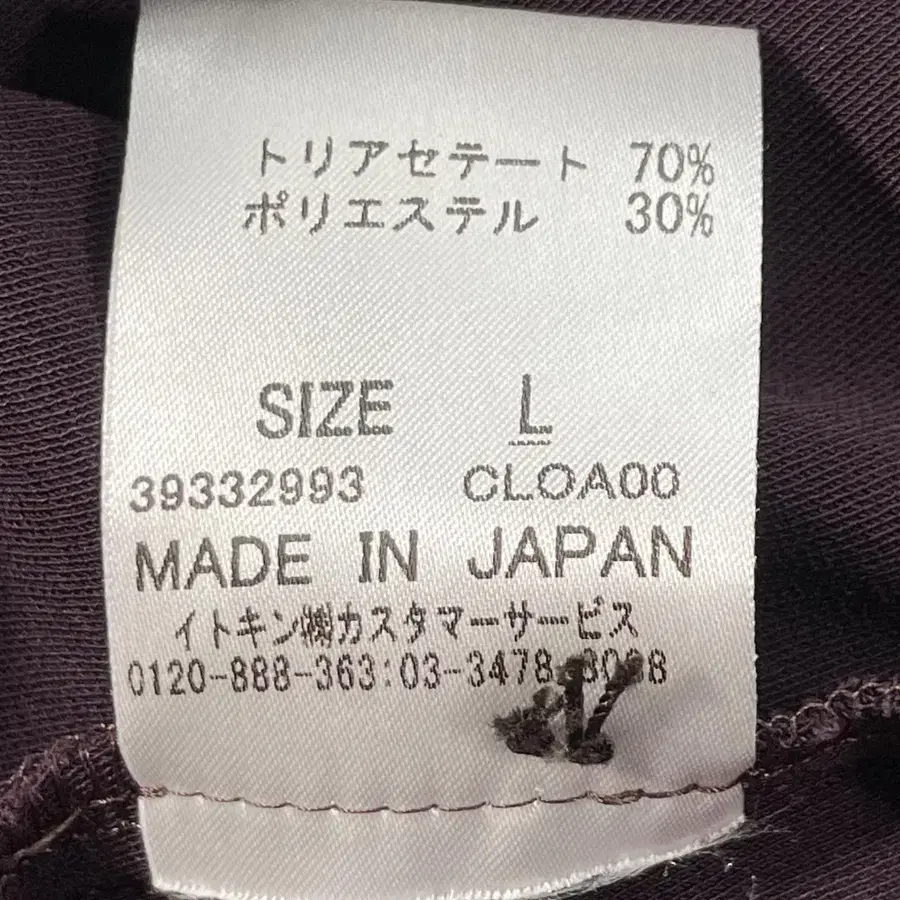 トリアセテート 70%
ポリエステル 30%
SIZE L
39332993 CLOA00
MADE IN JAPAN
イトキン㈱カスタマーサービス
0120-888-363:03-3478